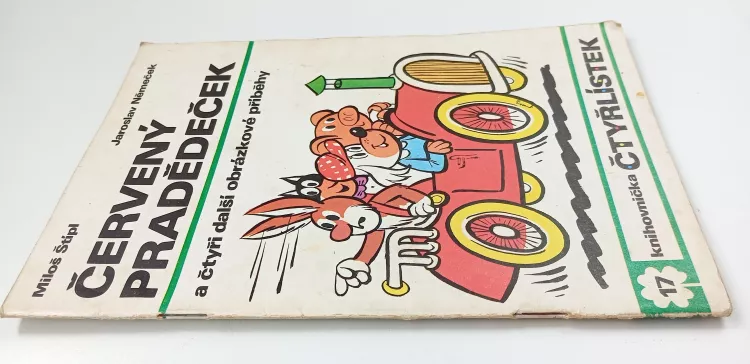 Miloš Štípl
Jaroslav Němeček
ČERVENÝ
PRADĚDEČEK
a čtyři další obrázkové příběhy
17
knihovnička ČTYŘLÍSTEK